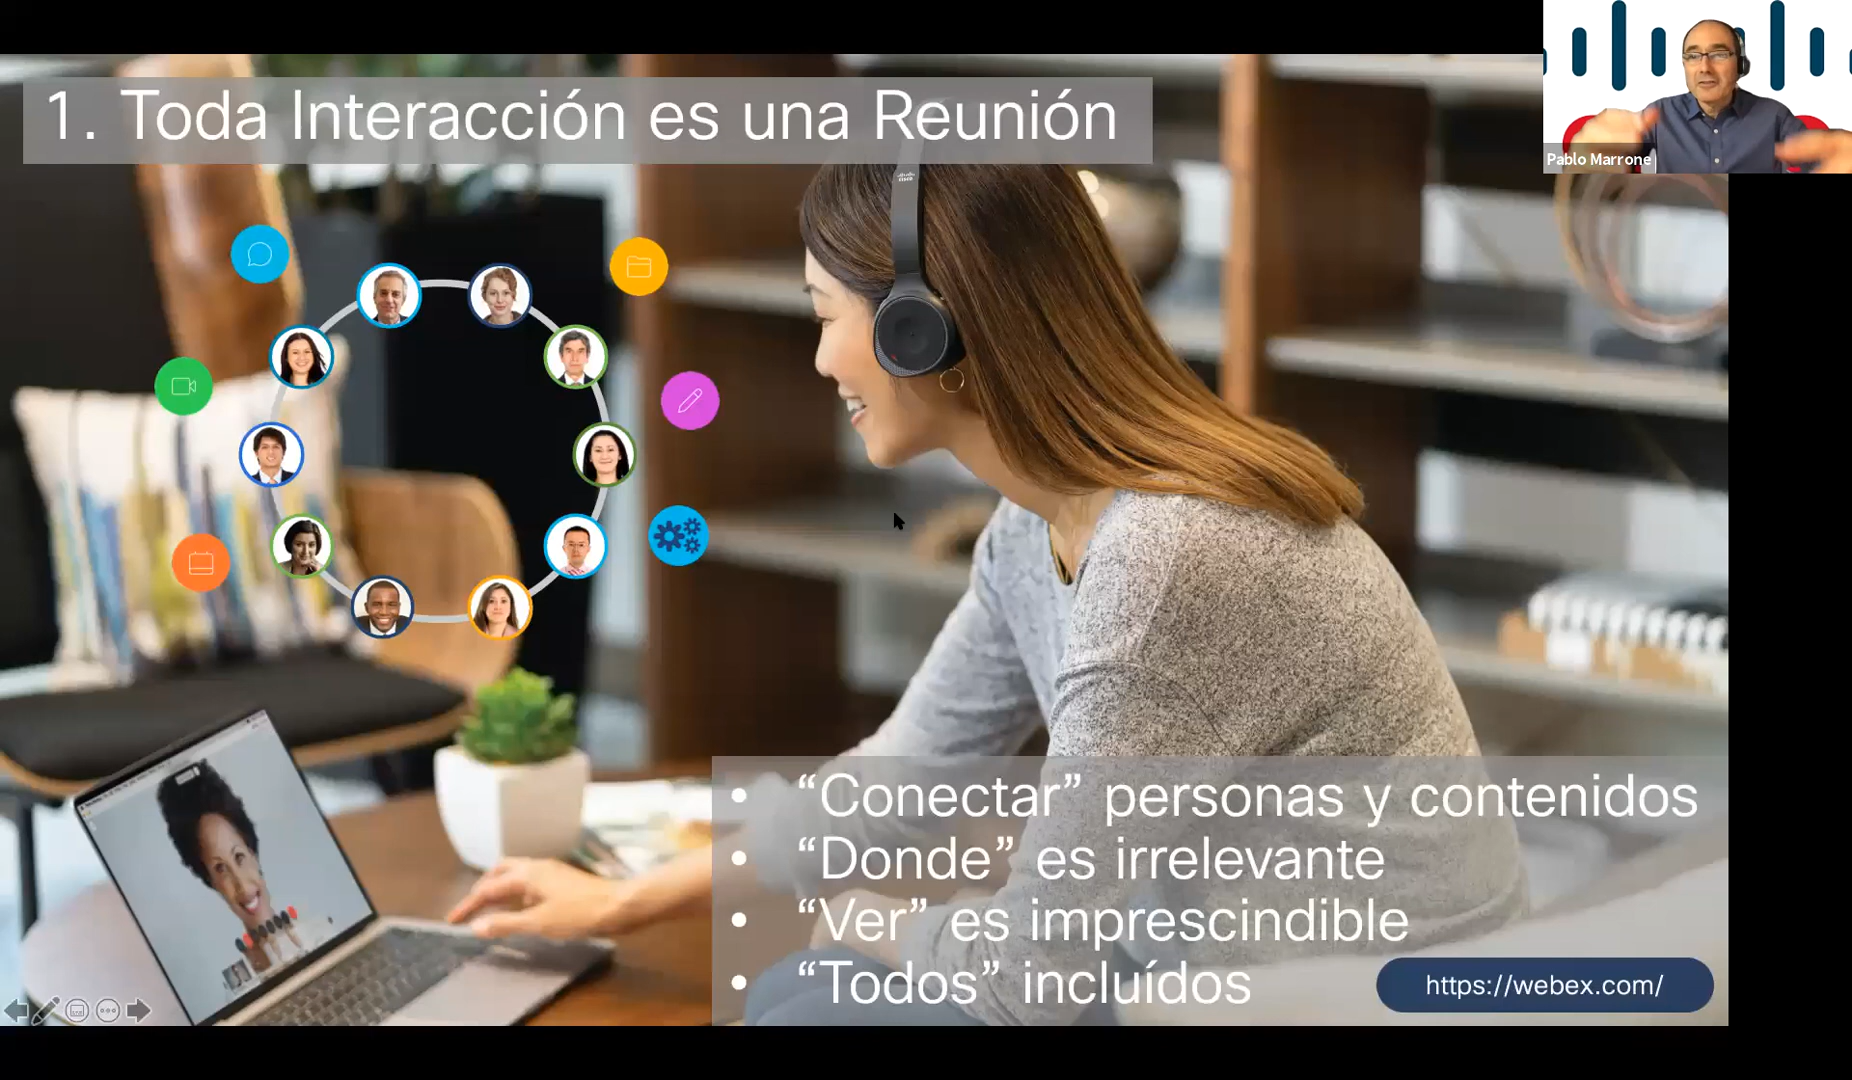 1. Toda Interacción es una Reunión
Pablo Marrone
cisco
• “Conectar” personas y contenidos
• “Donde” es irrelevante
• “Ver” es imprescindible
• “Todos” incluídos
https://webex.com/